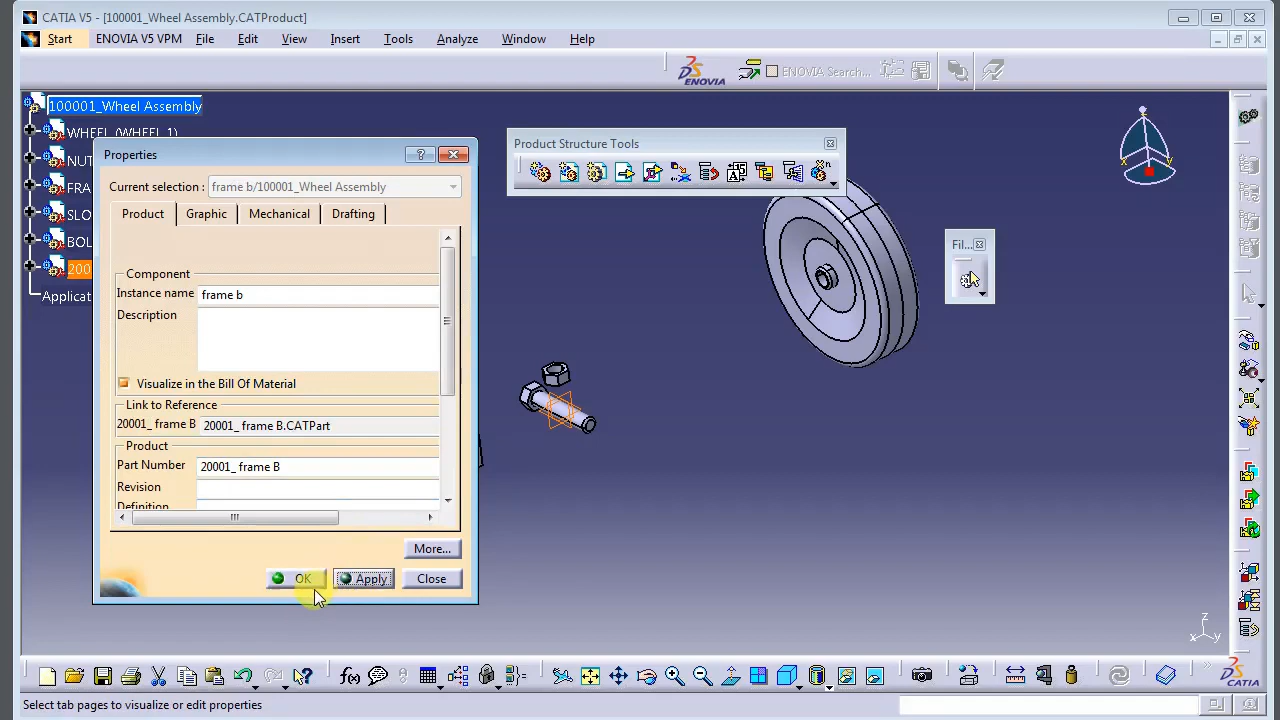 CATIA V5 - [100001_Wheel Assembly.CATProduct]
Start ENOVIA V5 VPM File Edit View Insert Tools Analyze Window Help
ENOVIA
ENOVIA Search...
100001_Wheel Assembly
WHEEL (WHEEL.1)
NUT
FRA
SLO
BOL
200
Applicat
Properties
Current selection : frame b/100001_Wheel Assembly
Product Graphic Mechanical Drafting
Component
Instance name frame b
Description
Visualize in the Bill Of Material
Link to Reference
20001_ frame B 20001_ frame B.CATPart
Product
Part Number 20001_ frame B
Revision
Definition
More...
OK Apply Close
Product Structure Tools
Fil...
x
z
y
f(x)
CATIA
Select tab pages to visualize or edit properties